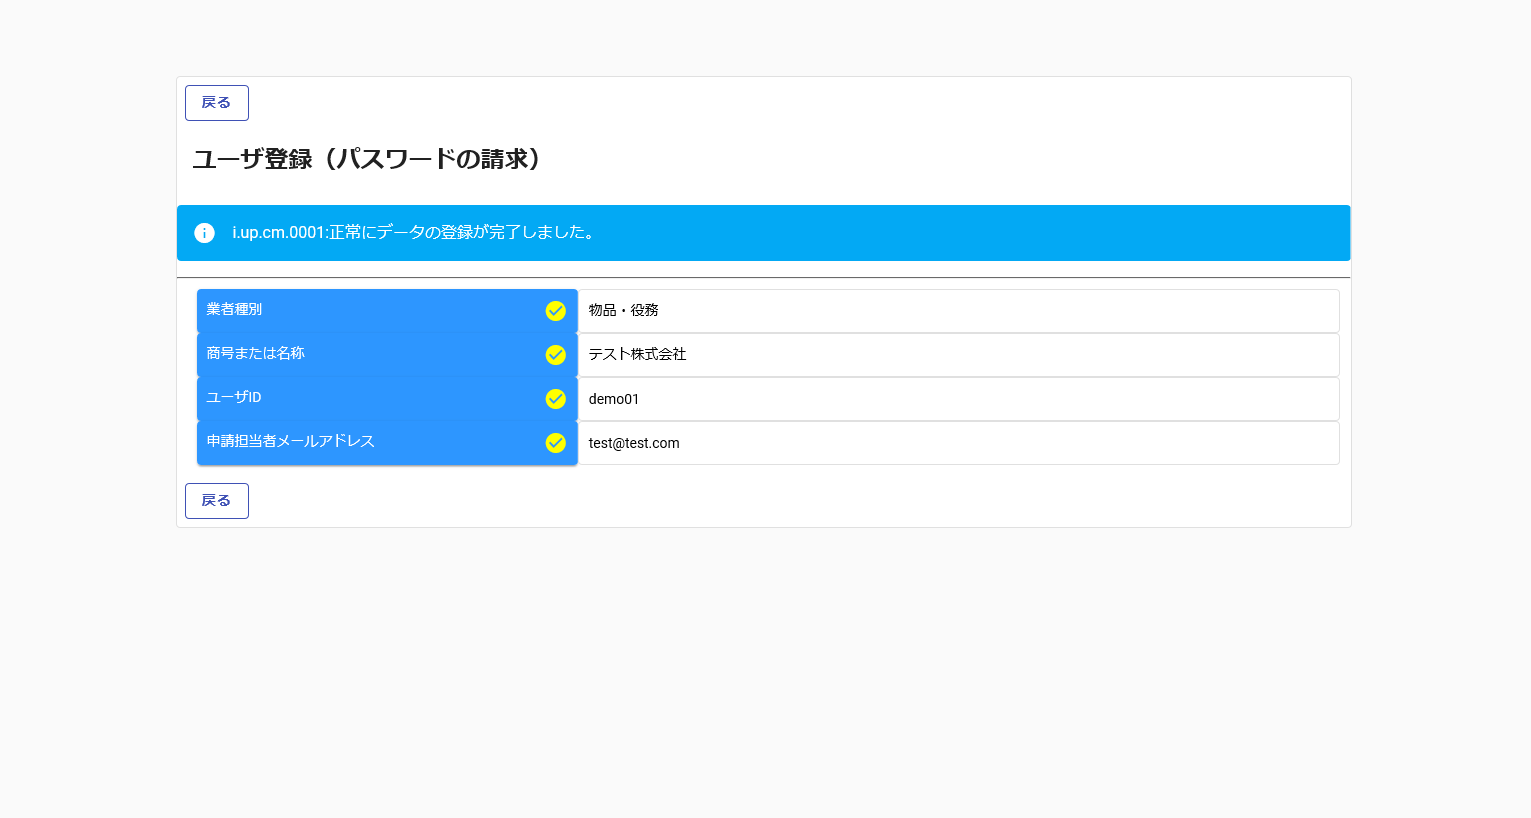 戻る
ユーザ登録（パスワードの請求）
i.up.cm.0001:正常にデータの登録が完了しました。
業者種別 物品・役務
商号または名称 テスト株式会社
ユーザID demo01
申請担当者メールアドレス test@test.com
戻る